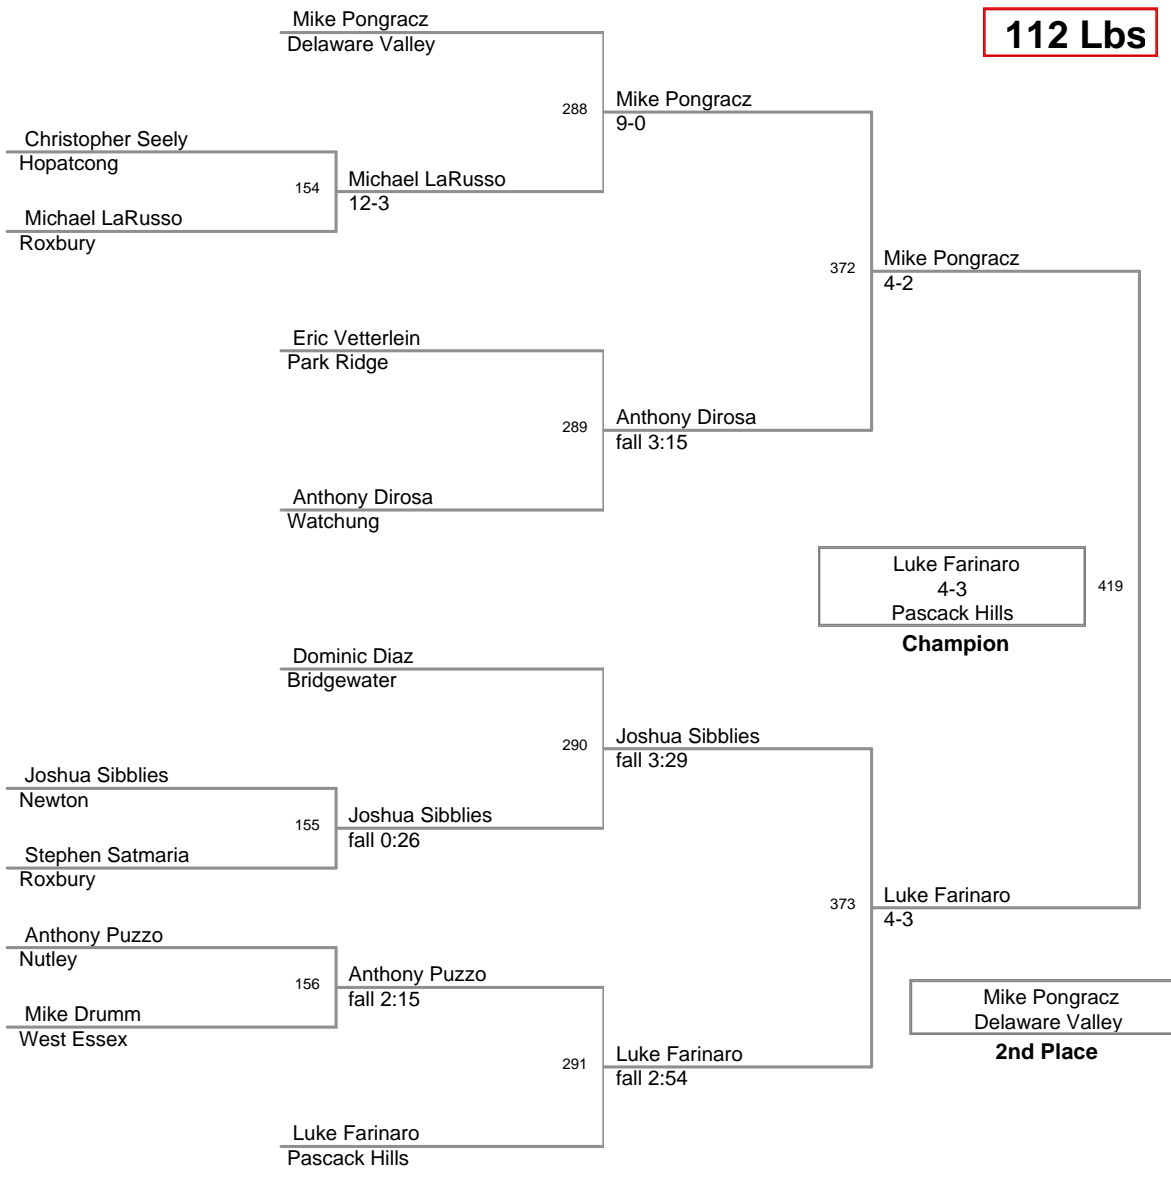 Mike Pongracz
Delaware Valley
112 Lbs
288
Mike Pongracz
9-0
Christopher Seely
Hopatcong
154
Michael LaRusso
12-3
Michael LaRusso
Roxbury
372
Mike Pongracz
4-2
Eric Vetterlein
Park Ridge
289
Anthony Dirosa
fall 3:15
Anthony Dirosa
Watchung
Luke Farinaro
4-3
Pascack Hills
419
Champion
Dominic Diaz
Bridgewater
290
Joshua Sibblies
fall 3:29
Joshua Sibblies
Newton
155
Joshua Sibblies
fall 0:26
Stephen Satmaria
Roxbury
373
Luke Farinaro
4-3
Anthony Puzzo
Nutley
156
Anthony Puzzo
fall 2:15
Mike Drumm
West Essex
Mike Pongracz
Delaware Valley
2nd Place
291
Luke Farinaro
fall 2:54
Luke Farinaro
Pascack Hills